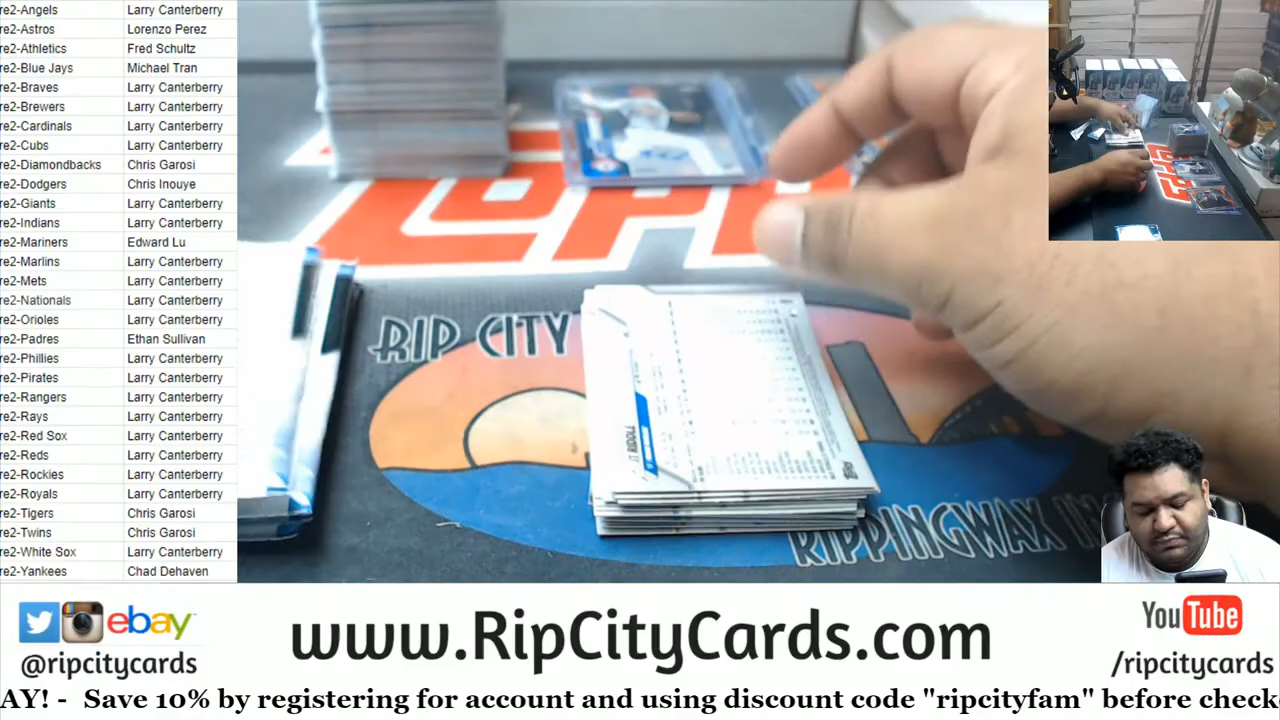 re2-Angels Larry Canterberry
re2-Astros Lorenzo Perez
re2-Athletics Fred Schultz
re2-Blue Jays Michael Tran
re2-Braves Larry Canterberry
re2-Brewers Larry Canterberry
re2-Cardinals Larry Canterberry
re2-Cubs Larry Canterberry
re2-Diamondbacks Chris Garosi
re2-Dodgers Chris Inouye
re2-Giants Larry Canterberry
re2-Indians Larry Canterberry
re2-Mariners Edward Lu
re2-Marlins Larry Canterberry
re2-Mets Larry Canterberry
re2-Nationals Larry Canterberry
re2-Orioles Larry Canterberry
re2-Padres Ethan Sullivan
re2-Phillies Larry Canterberry
re2-Pirates Larry Canterberry
re2-Rangers Larry Canterberry
re2-Rays Larry Canterberry
re2-Red Sox Larry Canterberry
re2-Reds Larry Canterberry
re2-Rockies Larry Canterberry
re2-Royals Larry Canterberry
re2-Tigers Chris Garosi
re2-Twins Chris Garosi
re2-White Sox Larry Canterberry
re2-Yankees Chad Dehaven
RIP CITY
JT RIDDLE
topps
RIPPINGWAX
ebay
@ripcitycards
www.RipCityCards.com
YouTube
/ripcitycards
AY! - Save 10% by registering for account and using discount code "ripcityfam" before check